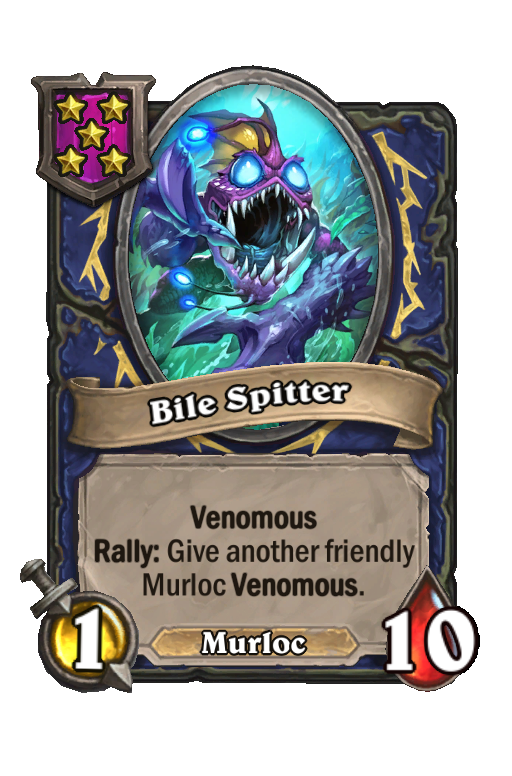 Bile Spitter
Venomous
Rally: Give another friendly
Murloc Venomous.
1
Murloc
10